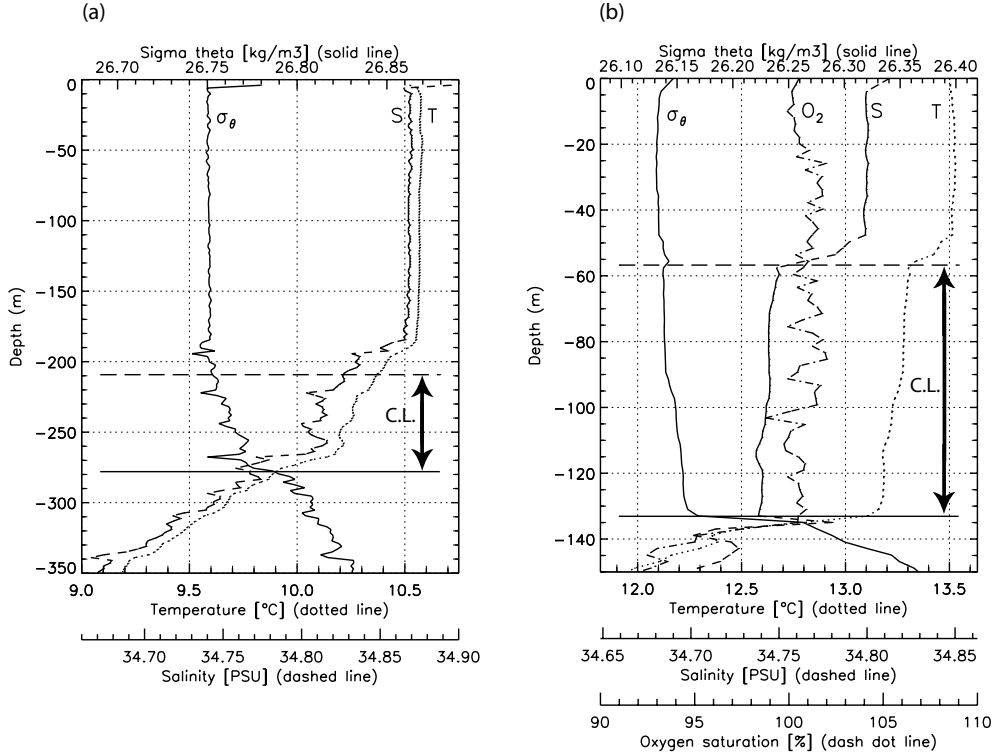 (a)
Sigma theta [kg/m3] (solid line)
26.70 26.75 26.80 26.85
0
−50
−100
−150
−200
−250
−300
−350
Depth (m)
σθ
S T
C.L.
9.0 9.5 10.0 10.5
Temperature [°C] (dotted line)
34.70 34.75 34.80 34.85 34.90
Salinity [PSU] (dashed line)
(b)
Sigma theta [kg/m3] (solid line)
26.10 26.15 26.20 26.25 26.30 26.35 26.40
0
−20
−40
−60
−80
−100
−120
−140
Depth (m)
σθ
O2
S
T
C.L.
12.0 12.5 13.0 13.5
Temperature [°C] (dotted line)
34.65 34.70 34.75 34.80 34.85
Salinity [PSU] (dashed line)
90 95 100 105 110
Oxygen saturation [%] (dash dot line)